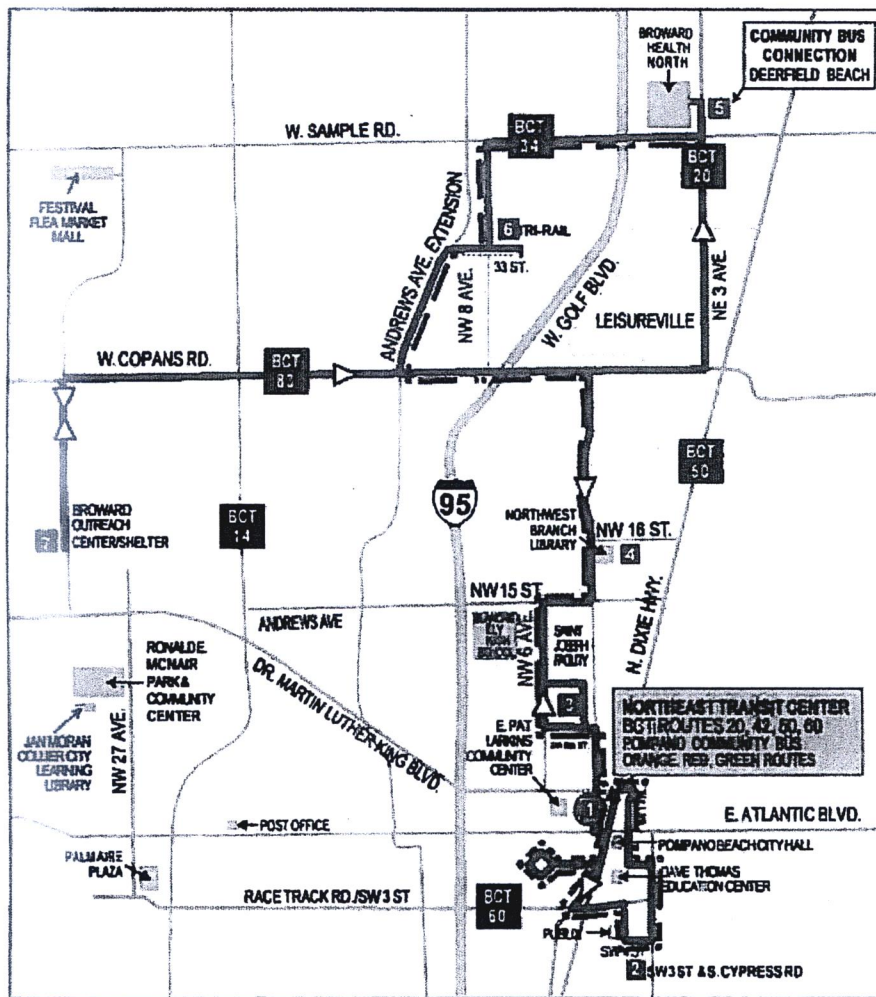 BROWARD
HEALTH
NORTH
COMMUNITY BUS
CONNECTION
DEERFIELD BEACH
5
W. SAMPLE RD.
BCT
34
BCT
20
FESTIVAL
FLEA MARKET
MALL
ANDREWS AVE. EXTENSION
6 TRI-RAIL
33 ST.
NW 8 AVE.
W. GOLF BLVD.
NE 3 AVE.
LEISUREVILLE
W. COPANS RD.
BCT
BCT
50
95
BROWARD
OUTREACH
CENTER/SHELTER
7
BCT
14
NORTHWEST
BRANCH
LIBRARY
NW 16 ST.
4
N. DIXIE HWY.
NW 15 ST.
ANDREWS AVE
ELY
HIGH
NW 6 AVE.
SAINT
JOSEPH
RONALD E.
MCNAIR
PARK &
COMMUNITY
CENTER
DR. MARTIN LUTHER KING BLVD.
3
E. PAT
LARKINS
COMMUNITY
CENTER
NORTHEAST TRANSIT CENTER
BCT ROUTES 20, 42, 50, 60
POMPANO COMMUNITY BUS
ORANGE, RED, GREEN ROUTES
JAN MORAN
COLLIER CITY
LEARNING
LIBRARY
NW 27 AVE.
1
E. ATLANTIC BLVD.
POST OFFICE
POMPANO BEACH CITY HALL
PALM AIRE
PLAZA
DAVE THOMAS
EDUCATION CENTER
RACE TRACK RD./SW 3 ST
BCT
60
2 SW 3 ST & S. CYPRESS RD